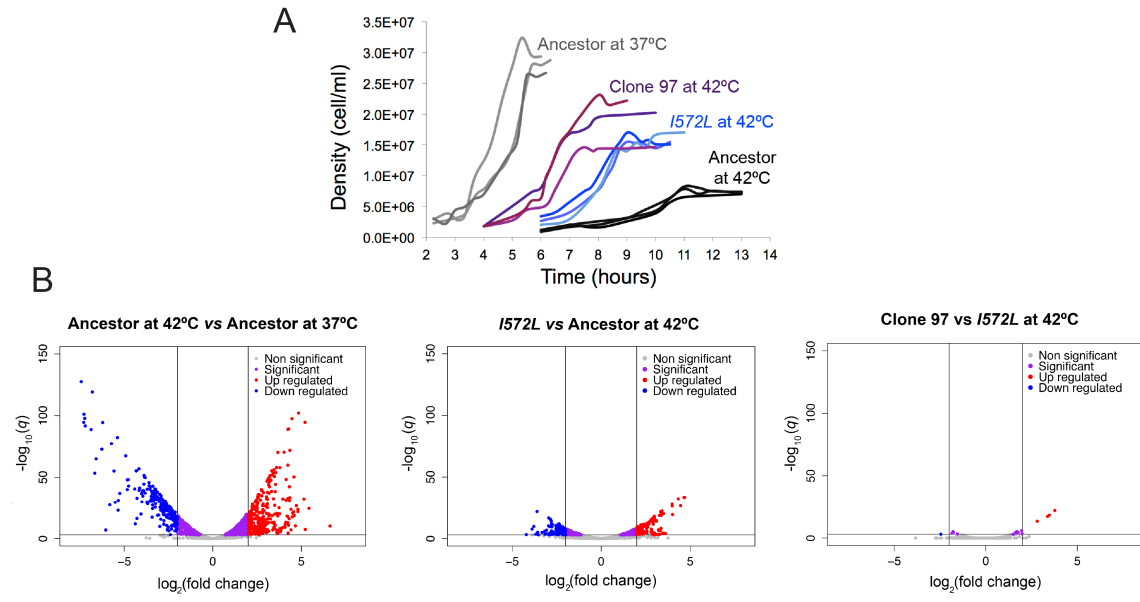 A
3.5E+07
3.0E+07
2.5E+07
2.0E+07
1.5E+07
1.0E+07
5.0E+06
0.0E+00
Density (cell/ml)
Ancestor at 37ºC
Clone 97 at 42ºC
I572L at 42ºC
Ancestor
at 42ºC
2 3 4 5 6 7 8 9 10 11 12 13 14
Time (hours)
B
Ancestor at 42ºC vs Ancestor at 37ºC
150
100
50
0
-log10(q)
Non significant
Significant
Up regulated
Down regulated
-5 0 5
log2(fold change)
I572L vs Ancestor at 42ºC
150
100
50
0
-log10(q)
Non significant
Significant
Up regulated
Down regulated
-5 0 5
log2(fold change)
Clone 97 vs I572L at 42ºC
150
100
50
0
-log10(q)
Non significant
Significant
Up regulated
Down regulated
-5 0 5
log2(fold change)